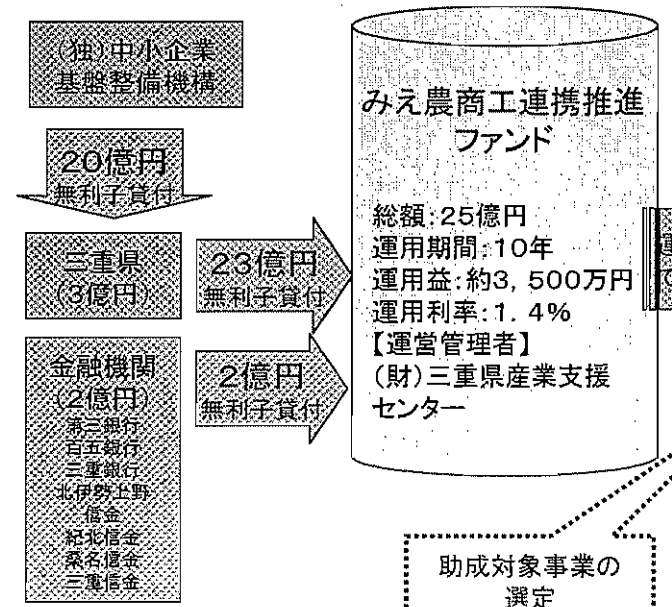 (独)中小企業
基盤整備機構
20億円
無利子貸付
三重県
(3億円)
23億円
無利子貸付
金融機関
(2億円)
第三銀行
百五銀行
三重銀行
北伊勢上野
信金
紀北信金
桑名信金
三重信金
2億円
無利子貸付
みえ農商工連携推進
ファンド
総額:25億円
運用期間:10年
運用益:約3,500万円
運用利率:1.4%
【運営管理者】
(財)三重県産業支援
センター
助成対象事業の
選定